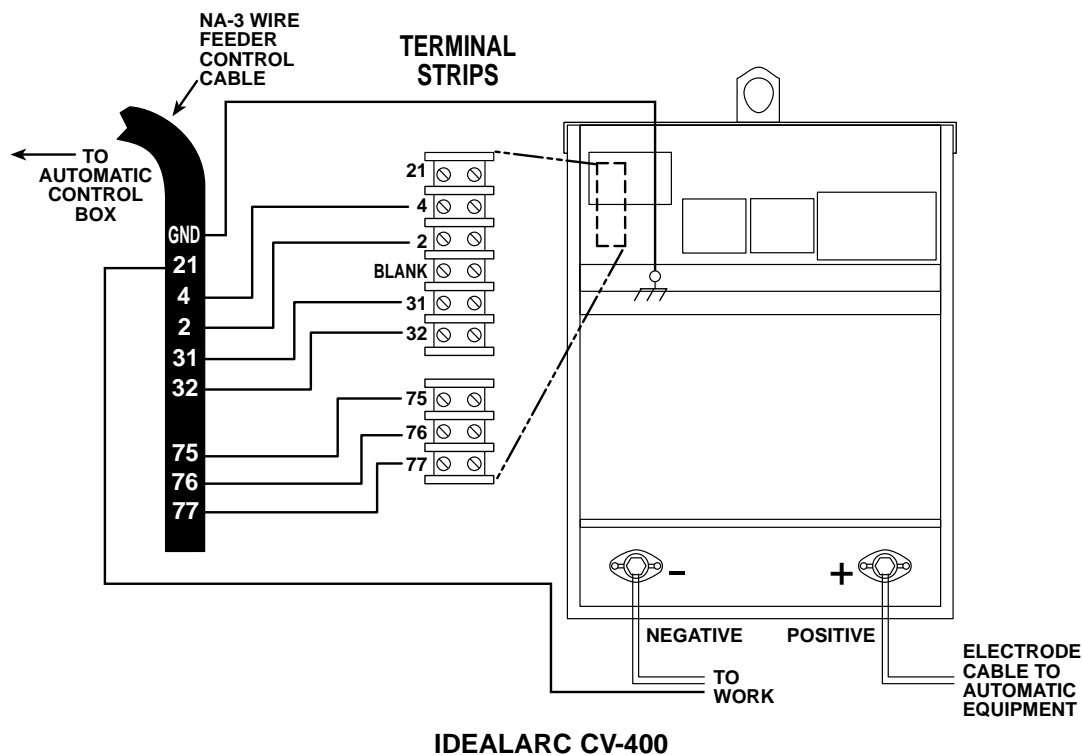 NA-3 WIRE
FEEDER
CONTROL
CABLE
TERMINAL
STRIPS
TO
AUTOMATIC
CONTROL
BOX
GND
21
4
2
31
32
75
76
77
21
4
2
BLANK
31
32
75
76
77
-
+
NEGATIVE
POSITIVE
TO
WORK
ELECTRODE
CABLE TO
AUTOMATIC
EQUIPMENT
IDEALARC CV-400